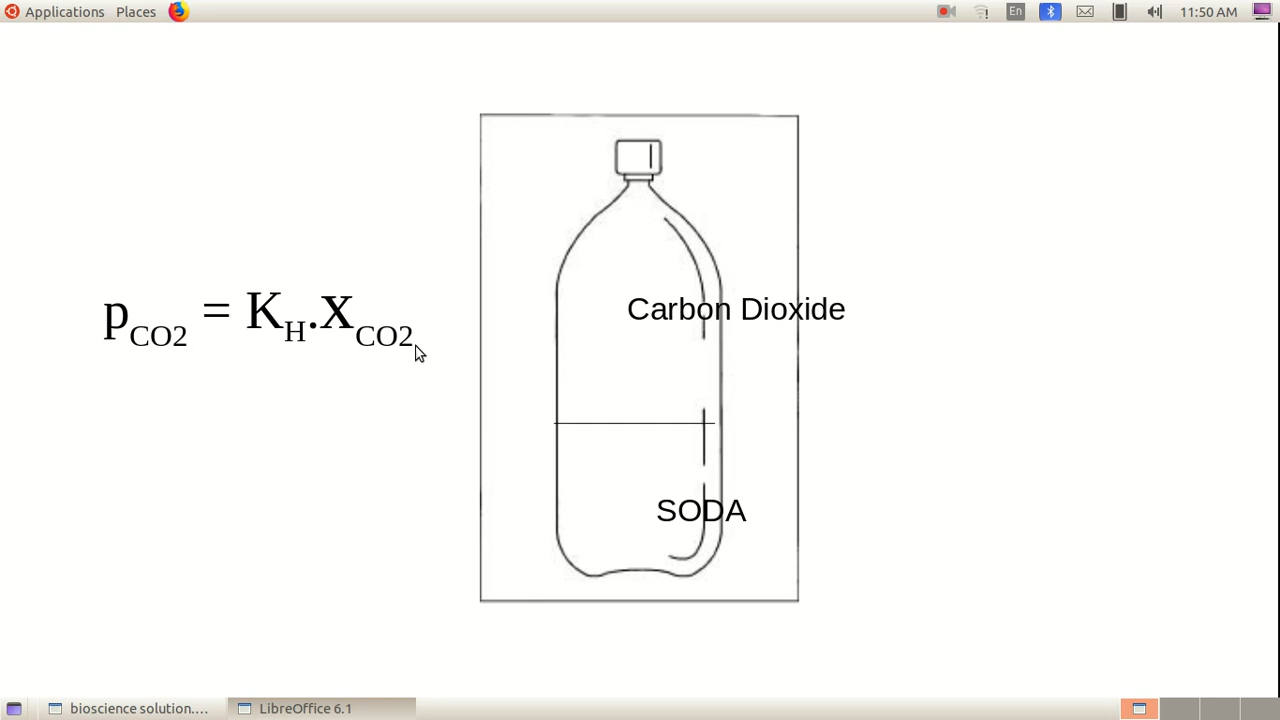 Applications Places En 11:50 AM
Carbon Dioxide
pCO2 = KH.xCO2
SODA
bioscience solution.... LibreOffice 6.1